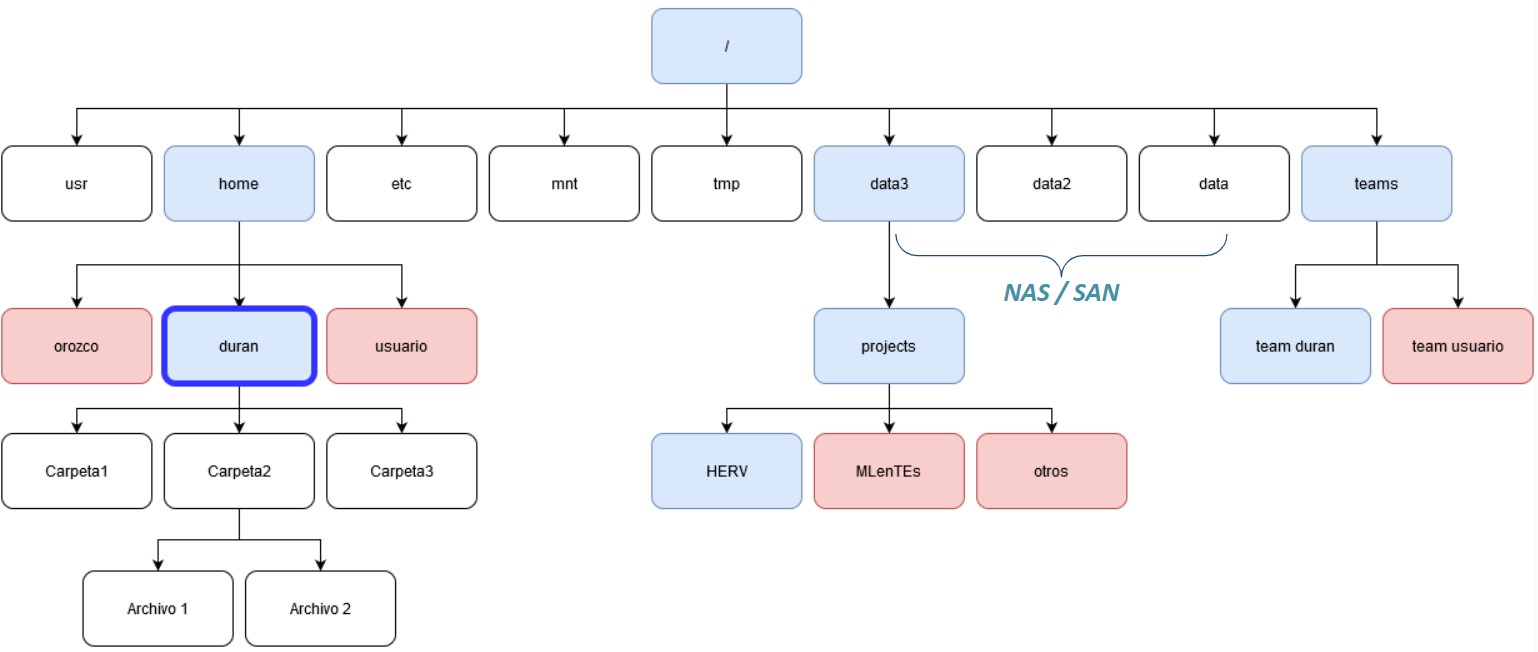 /
usr
home
etc
mnt
tmp
data3
data2
data
teams
NAS / SAN
orozco
duran
usuario
projects
team duran
team usuario
Carpeta1
Carpeta2
Carpeta3
HERV
MLenTEs
otros
Archivo 1
Archivo 2